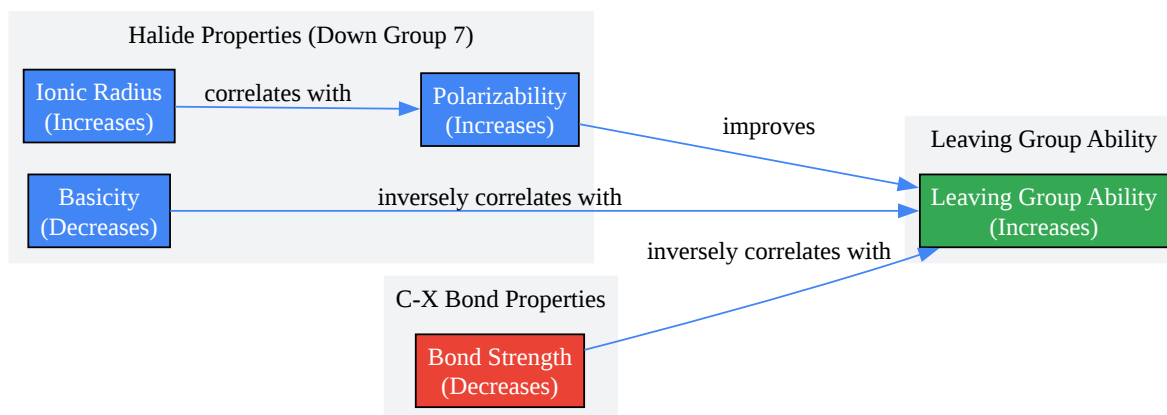 Halide Properties (Down Group 7)
Ionic Radius
(Increases)
correlates with
Polarizability
(Increases)
improves
Leaving Group Ability
Basicity
(Decreases)
inversely correlates with
Leaving Group Ability
(Increases)
inversely correlates with
C-X Bond Properties
Bond Strength
(Decreases)